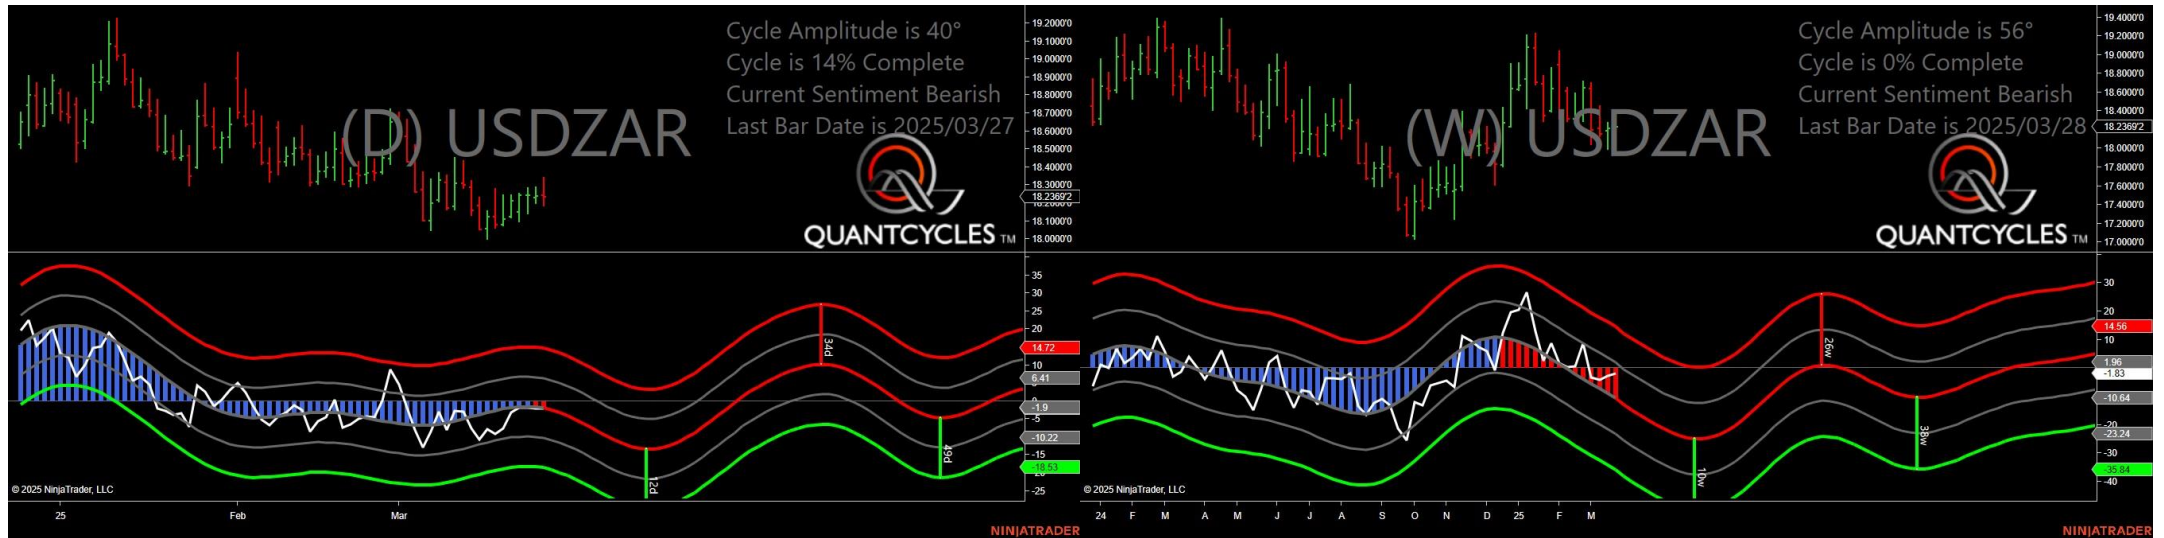 Cycle Amplitude is 40°
Cycle is 14% Complete
Current Sentiment Bearish
Last Bar Date is 2025/03/27
(D) USDZAR
QUANTCYCLES TM
19.2000'0
19.1000'0
19.0000'0
18.9000'0
18.8000'0
18.7000'0
18.6000'0
18.5000'0
18.4000'0
18.3000'0
18.2369'2
18.1000'0
18.0000'0
35
30
25
20
14.72
10
6.41
0
-1.9
-5
-10.22
-15
-18.53
-25
12d
34d
49d
© 2025 NinjaTrader, LLC
25
Feb
Mar
NINJATRADER
Cycle Amplitude is 56°
Cycle is 0% Complete
Current Sentiment Bearish
Last Bar Date is 2025/03/28
(W) USDZAR
QUANTCYCLES TM
19.4000'0
19.2000'0
19.0000'0
18.8000'0
18.6000'0
18.4000'0
18.2369'2
18.0000'0
17.8000'0
17.6000'0
17.4000'0
17.2000'0
17.0000'0
30
14.56
10
1.96
-1.83
-10.64
-20
-23.24
-30
-35.84
-40
10w
26w
38w
© 2025 NinjaTrader, LLC
24 F M A M J J A S O N D 25 F M
NINJATRADER